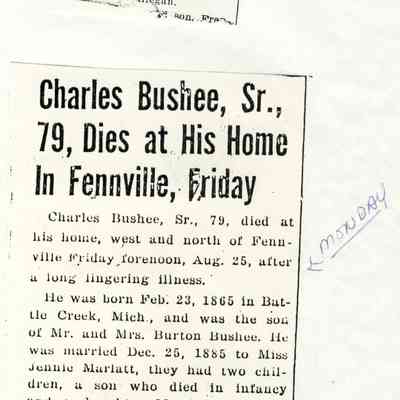 son.
Charles Bushee, Sr.,
79, Dies at His Home
In Fennville, Friday
Charles Bushee, Sr., 79, died at
his home, west and north of Fenn-
ville Friday forenoon, Aug. 25, after
a long lingering illness.
He was born Feb. 23, 1865 in Bat-
tle Creek, Mich., and was the son
of Mr. and Mrs. Burton Bushee. He
was married Dec. 25, 1885 to Miss
Jennie Marlatt, they had two chil-
dren, a son who died in infancy
MONDAY